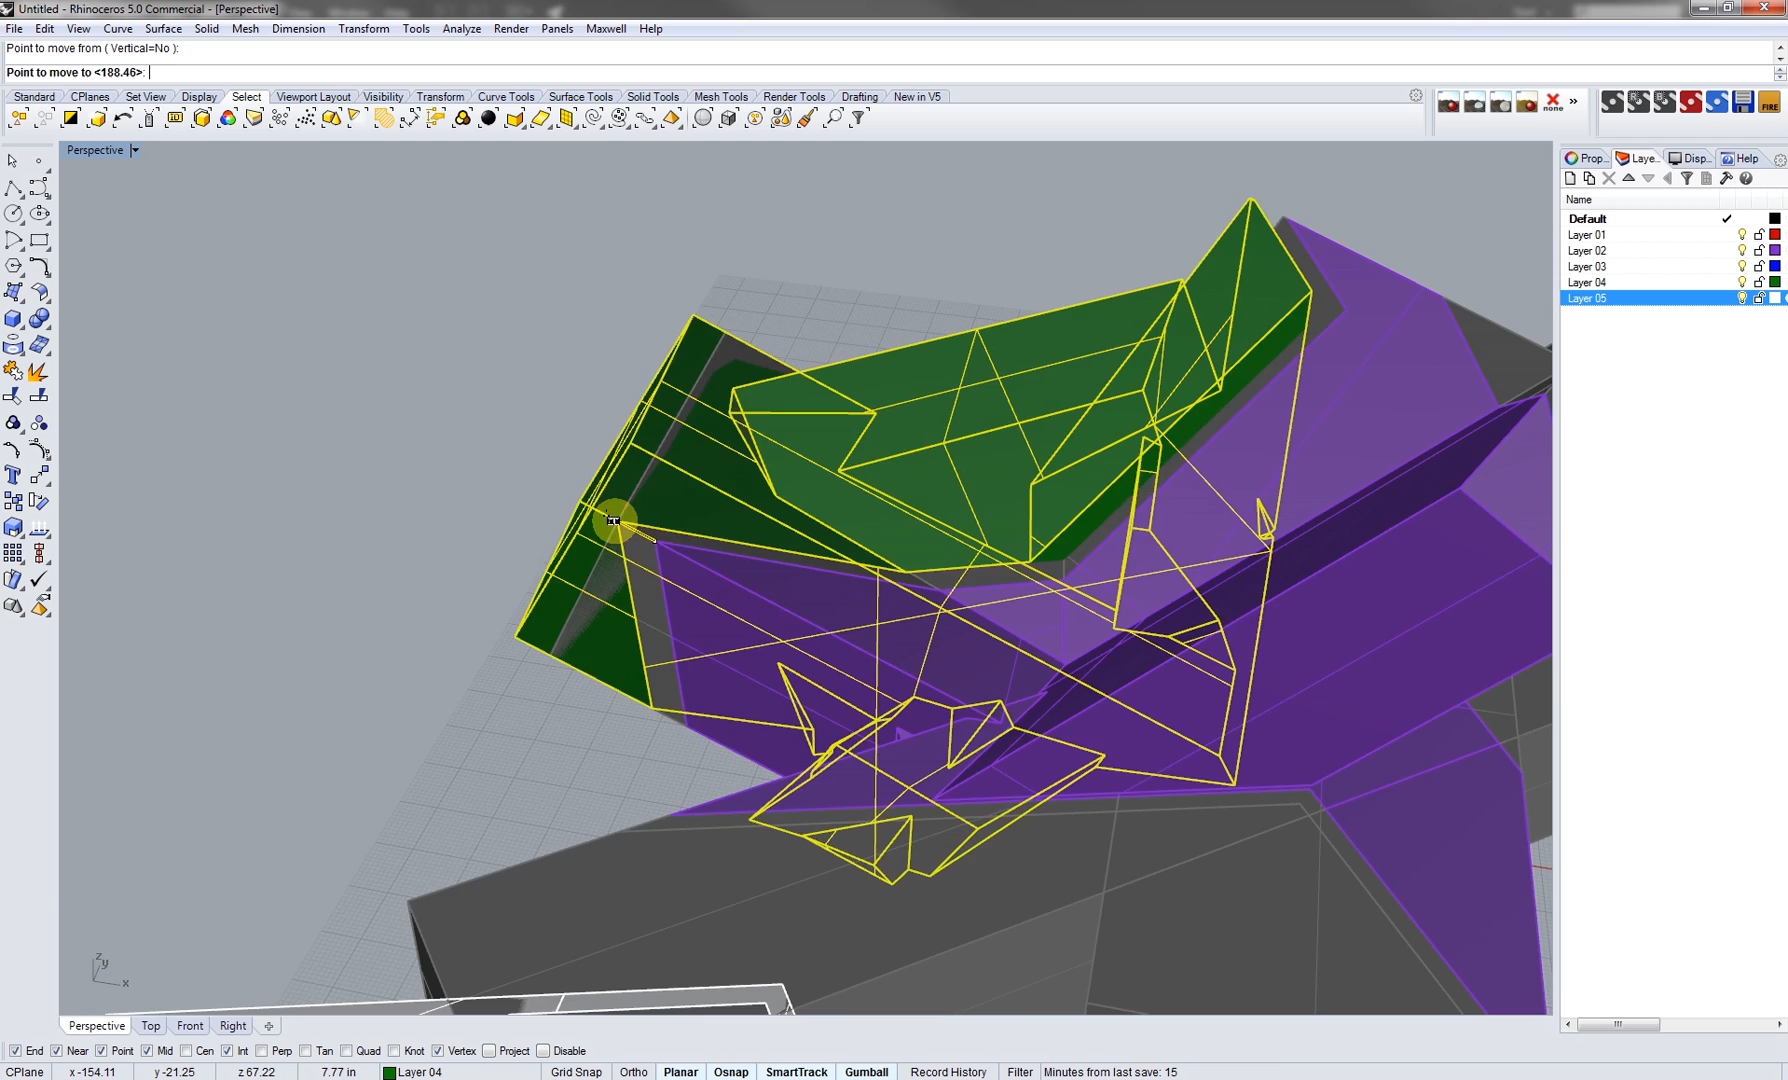 Untitled - Rhinoceros 5.0 Commercial - [Perspective]
File Edit View Curve Surface Solid Mesh Dimension Transform Tools Analyze Render Panels Maxwell Help
Point to move from ( Vertical=No ):
Point to move to <188.46>:
Standard CPlanes Set View Display Select Viewport Layout Visibility Transform Curve Tools Surface Tools Solid Tools Mesh Tools Render Tools Drafting New in V5
none » FIRE
Perspective
Prop... Laye... Disp... Help
Name
Default
Layer 01
Layer 02
Layer 03
Layer 04
Layer 05
z y x
Perspective Top Front Right
End Near Point Mid Cen Int Perp Tan Quad Knot Vertex Project Disable
CPlane x -154.11 y -21.25 z 67.22 7.77 in Layer 04 Grid Snap Ortho Planar Osnap SmartTrack Gumball Record History Filter Minutes from last save: 15